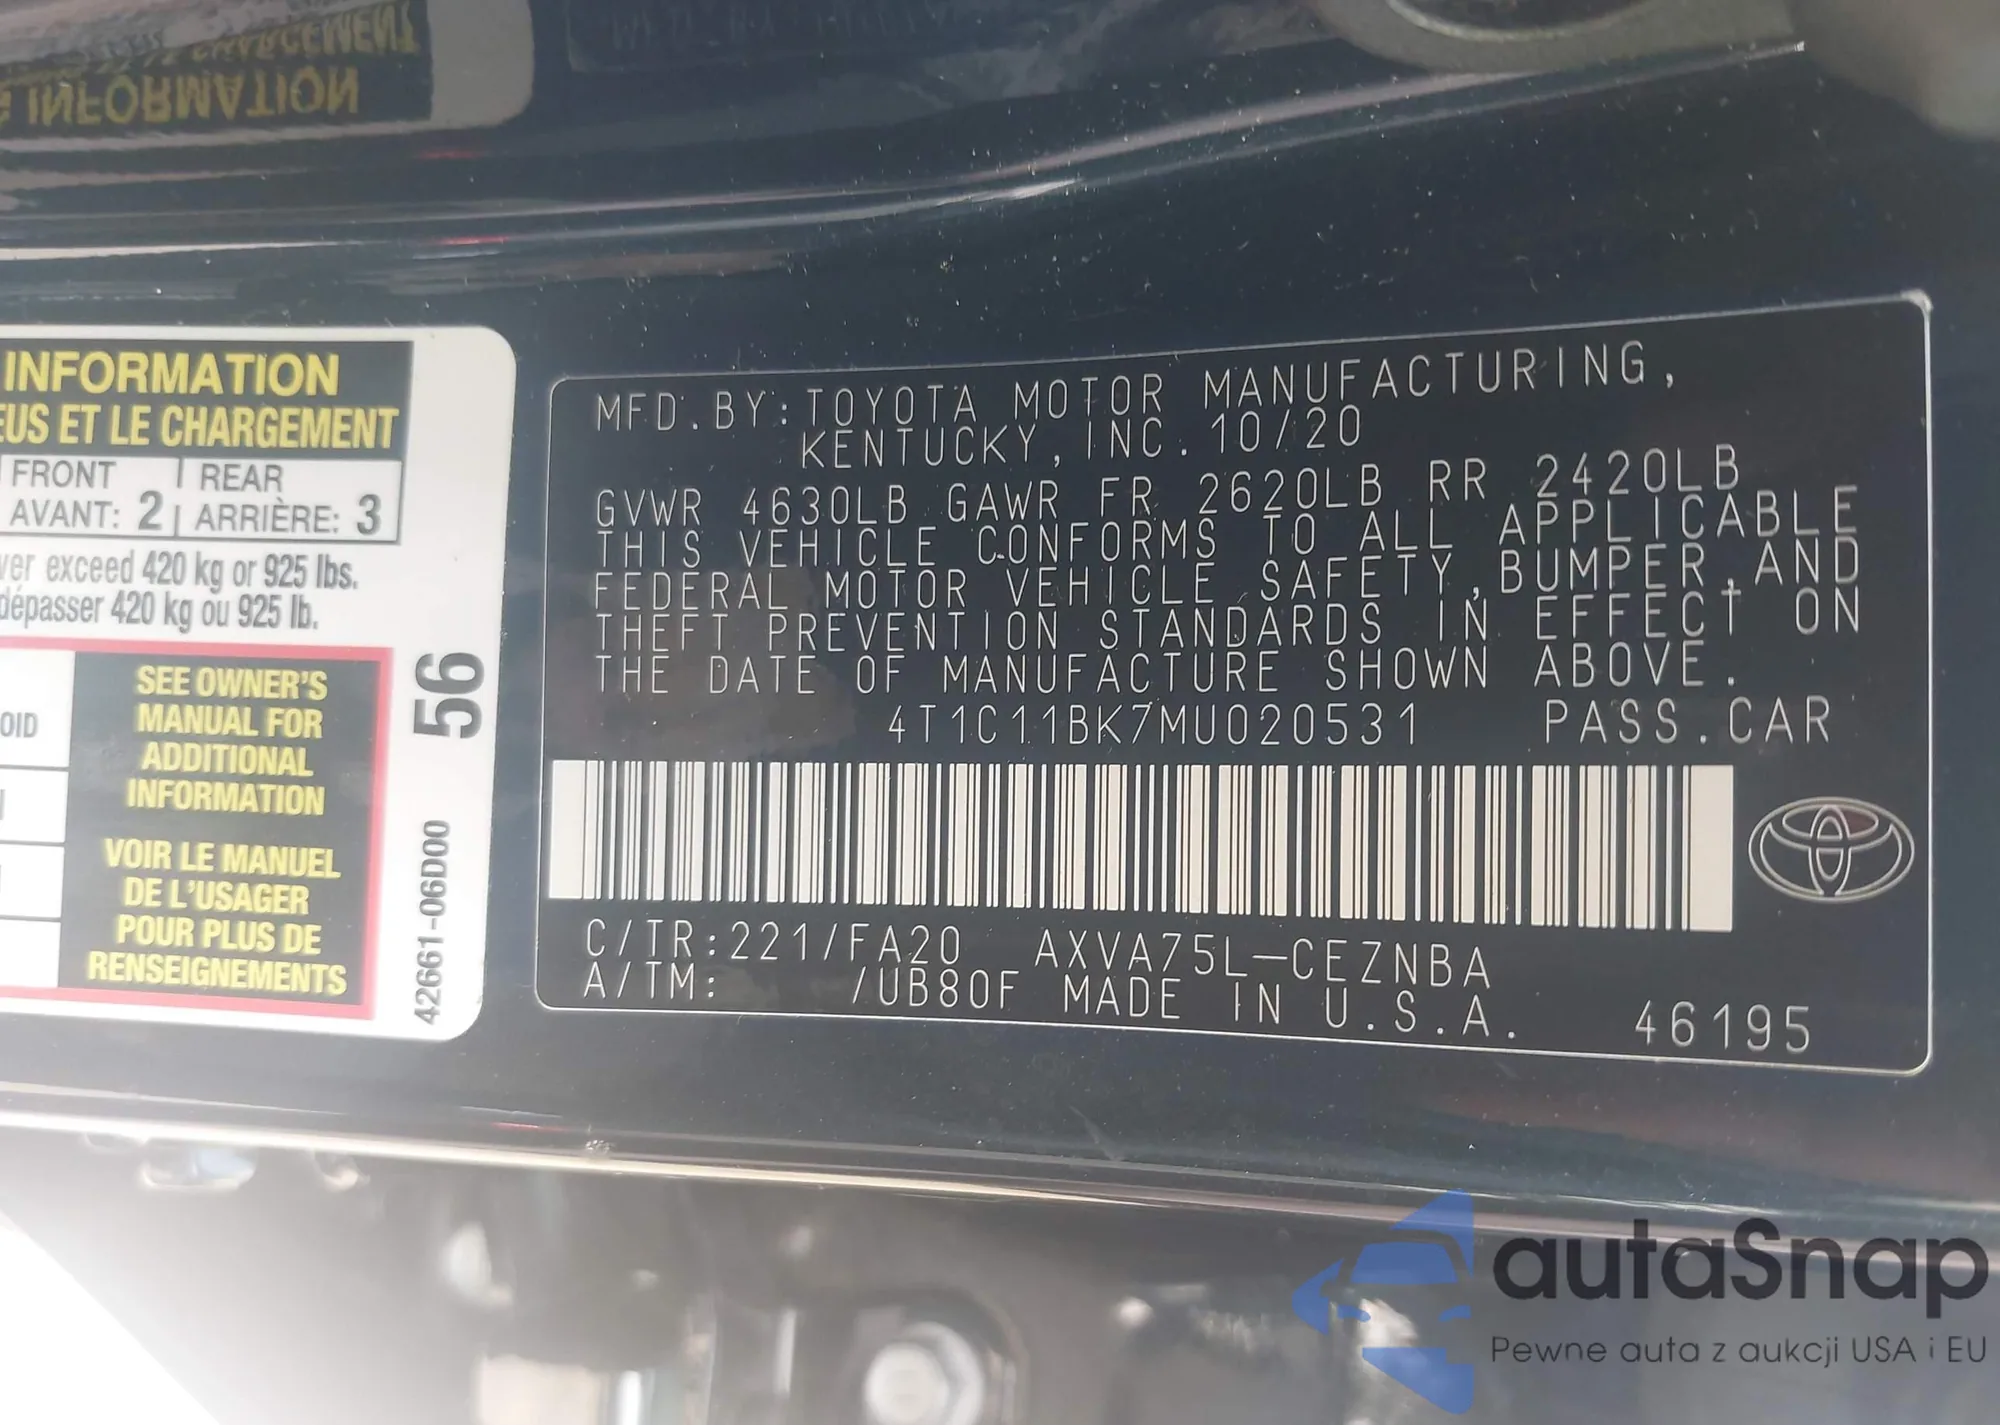 INFORMATION
EUS ET LE CHARGEMENT
FRONT REAR
AVANT: 2 ARRIÈRE: 3
ver exceed 420 kg or 925 lbs.
dépasser 420 kg ou 925 lb.
OID
SEE OWNER'S
MANUAL FOR
ADDITIONAL
INFORMATION
VOIR LE MANUEL
DE L'USAGER
POUR PLUS DE
RENSEIGNEMENTS
56
42661-06D00
MFD. BY: TOYOTA MOTOR MANUFACTURING,
KENTUCKY, INC. 10/20
GVWR 4630LB GAWR FR 2620LB RR 2420LB
THIS VEHICLE CONFORMS TO ALL APPLICABLE
FEDERAL MOTOR VEHICLE SAFETY, BUMPER, AND
THEFT PREVENTION STANDARDS IN EFFECT ON
THE DATE OF MANUFACTURE SHOWN ABOVE.
4T1C11BK7MU020531 PASS.CAR
C/TR:221/FA20 AXVA75L-CEZNBA
A/TM: /UB80F MADE IN U.S.A. 46195
autaSnap
Pewne auta z aukcji USA i EU